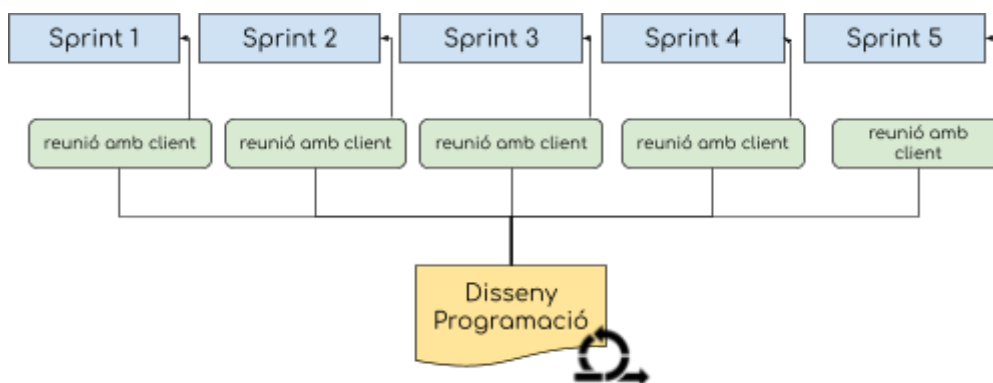 Sprint 1
Sprint 2
Sprint 3
Sprint 4
Sprint 5
reunió amb client
reunió amb client
reunió amb client
reunió amb client
reunió amb
client
Disseny
Programació